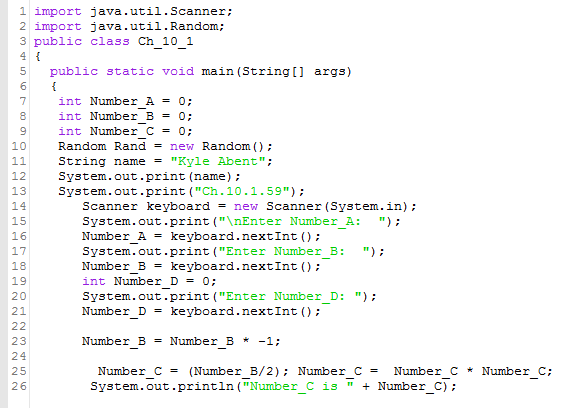 1 import java.util.Scanner;
2 import java.util.Random;
3 public class Ch_10_1
4 {
5 public static void main(String[] args)
6 {
7 int Number_A = 0;
8 int Number_B = 0;
9 int Number_C = 0;
10 Random Rand = new Random();
11 String name = "Kyle Abent";
12 System.out.print(name);
13 System.out.print("Ch.10.1.59");
14 Scanner keyboard = new Scanner(System.in);
15 System.out.print("\nEnter Number_A:  ");
16 Number_A = keyboard.nextInt();
17 System.out.print("Enter Number_B:  ");
18 Number_B = keyboard.nextInt();
19 int Number_D = 0;
20 System.out.print("Enter Number_D: ");
21 Number_D = keyboard.nextInt();
22
23 Number_B = Number_B * -1;
24
25 Number_C = (Number_B/2); Number_C =  Number_C * Number_C;
26 System.out.println("Number_C is " + Number_C);